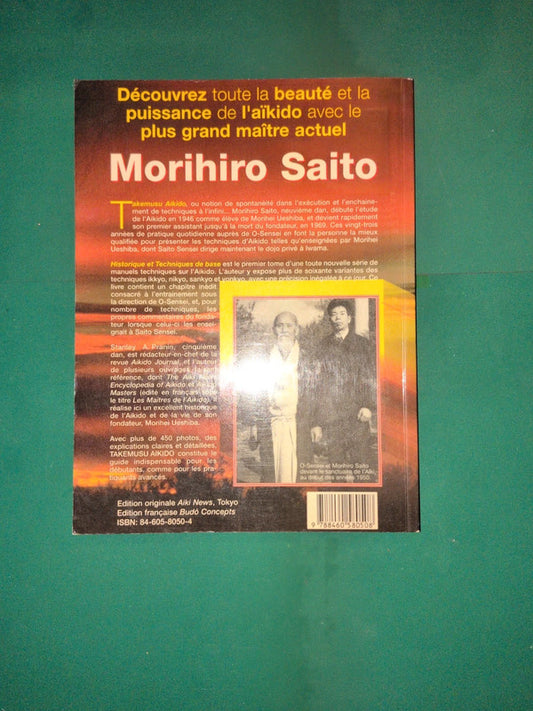 Découvrez toute la beauté et la
puissance de l'aïkido avec le
plus grand maître actuel
Morihiro Saito
Takemusu Aikido, ou notion de spontanéité dans l'exécution et l'enchaîne-
ment de techniques à l'infini... Morihiro Saito, neuvième dan, débute l'étude
de l'Aïkido en 1946 comme élève de Morihei Ueshiba, et devient rapidement
son premier assistant jusqu'à la mort du fondateur, en 1969. Ces vingt-trois
années de pratique quotidienne auprès de O-Sensei en font la personne la mieux
qualifiée pour présenter les techniques d'Aïkido telles qu'enseignées par Morihei
Ueshiba, dont Saito Sensei dirige maintenant le dojo privé à Iwama.
Historique et Techniques de base est le premier tome d'une toute nouvelle série de
manuels techniques sur l'Aïkido. L'auteur y expose plus de soixante variantes des
techniques ikkyo, nikyo, sankyo et yonkyo, avec une précision inégalée à ce jour. Ce
livre contient un chapitre inédit
consacré à l'entraînement sous
la direction de O-Sensei, et, pour
nombre de techniques, les
propres commentaires du fonda-
teur lorsque celui-ci les ensei-
gnait à Saito Sensei.
Stanley A. Pranin, cinquième
dan, est rédacteur-en-chef de la
revue Aikido Journal, et l'auteur
de plusieurs ouvrages
référence, dont The Aiki News
Encyclopedia of Aikido et Aikido
Masters (édité en français sous
le titre Les Maîtres de l'Aïkido). Il
réalise ici un excellent historique
de l'Aïkido et de la vie de son
fondateur, Morihei Ueshiba.
Avec plus de 450 photos, des
explications claires et détaillées,
TAKEMUSU AIKIDO constitue le
guide indispensable pour les
débutants, comme pour les pra-
tiquants avancés.
O-Sensei et Morihiro Saito
devant le sanctuaire de l'Aiki,
au début des années 1950.
Edition originale Aiki News, Tokyo
Edition française Budó Concepts
ISBN: 84-605-8050-4
9 788460 580508